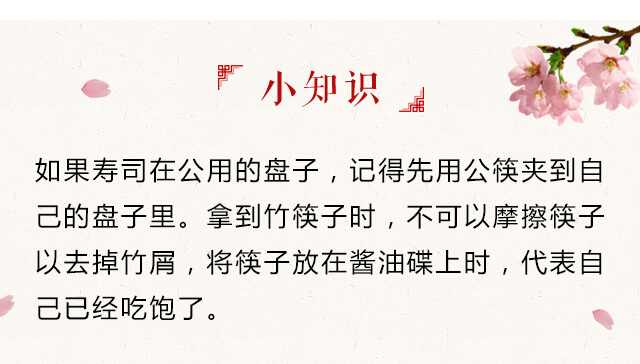 小知识
如果寿司在公用的盘子，记得先用公筷夹到自
己的盘子里。拿到竹筷子时，不可以摩擦筷子
以去掉竹屑，将筷子放在酱油碟上时，代表自
己已经吃饱了。